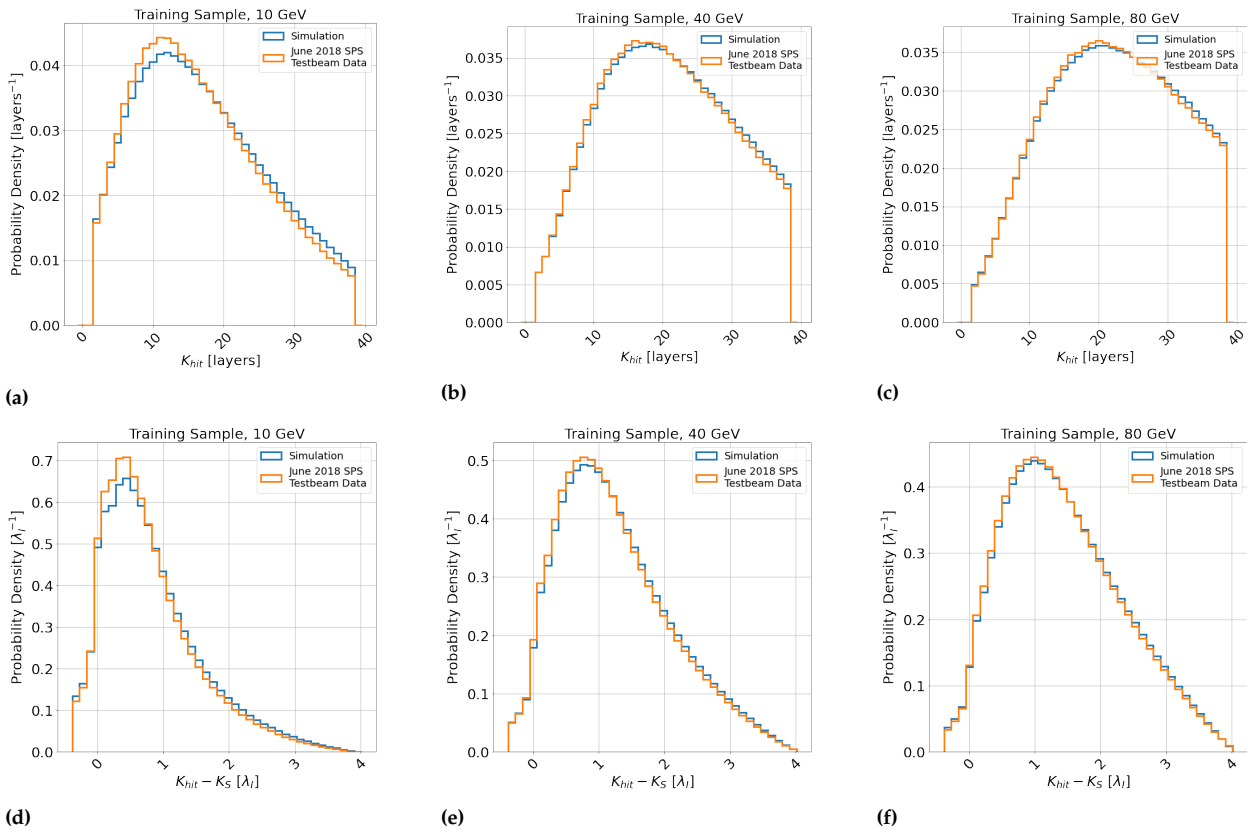 Training Sample, 10 GeV
Simulation
June 2018 SPS
Testbeam Data
Probability Density [layers⁻¹]
0.04
0.03
0.02
0.01
0.00
0 10 20 30 40
K_hit [layers]
(a)
Training Sample, 40 GeV
Simulation
June 2018 SPS
Testbeam Data
Probability Density [layers⁻¹]
0.035
0.030
0.025
0.020
0.015
0.010
0.005
0.000
0 10 20 30 40
K_hit [layers]
(b)
Training Sample, 80 GeV
Simulation
June 2018 SPS
Testbeam Data
Probability Density [layers⁻¹]
0.035
0.030
0.025
0.020
0.015
0.010
0.005
0.000
0 10 20 30 40
K_hit [layers]
(c)
Training Sample, 10 GeV
Simulation
June 2018 SPS
Testbeam Data
Probability Density [λ_I⁻¹]
0.7
0.6
0.5
0.4
0.3
0.2
0.1
0.0
0 1 2 3 4
K_hit − K_S [λ_I]
(d)
Training Sample, 40 GeV
Simulation
June 2018 SPS
Testbeam Data
Probability Density [λ_I⁻¹]
0.5
0.4
0.3
0.2
0.1
0.0
0 1 2 3 4
K_hit − K_S [λ_I]
(e)
Training Sample, 80 GeV
Simulation
June 2018 SPS
Testbeam Data
Probability Density [λ_I⁻¹]
0.4
0.3
0.2
0.1
0.0
0 1 2 3 4
K_hit − K_S [λ_I]
(f)